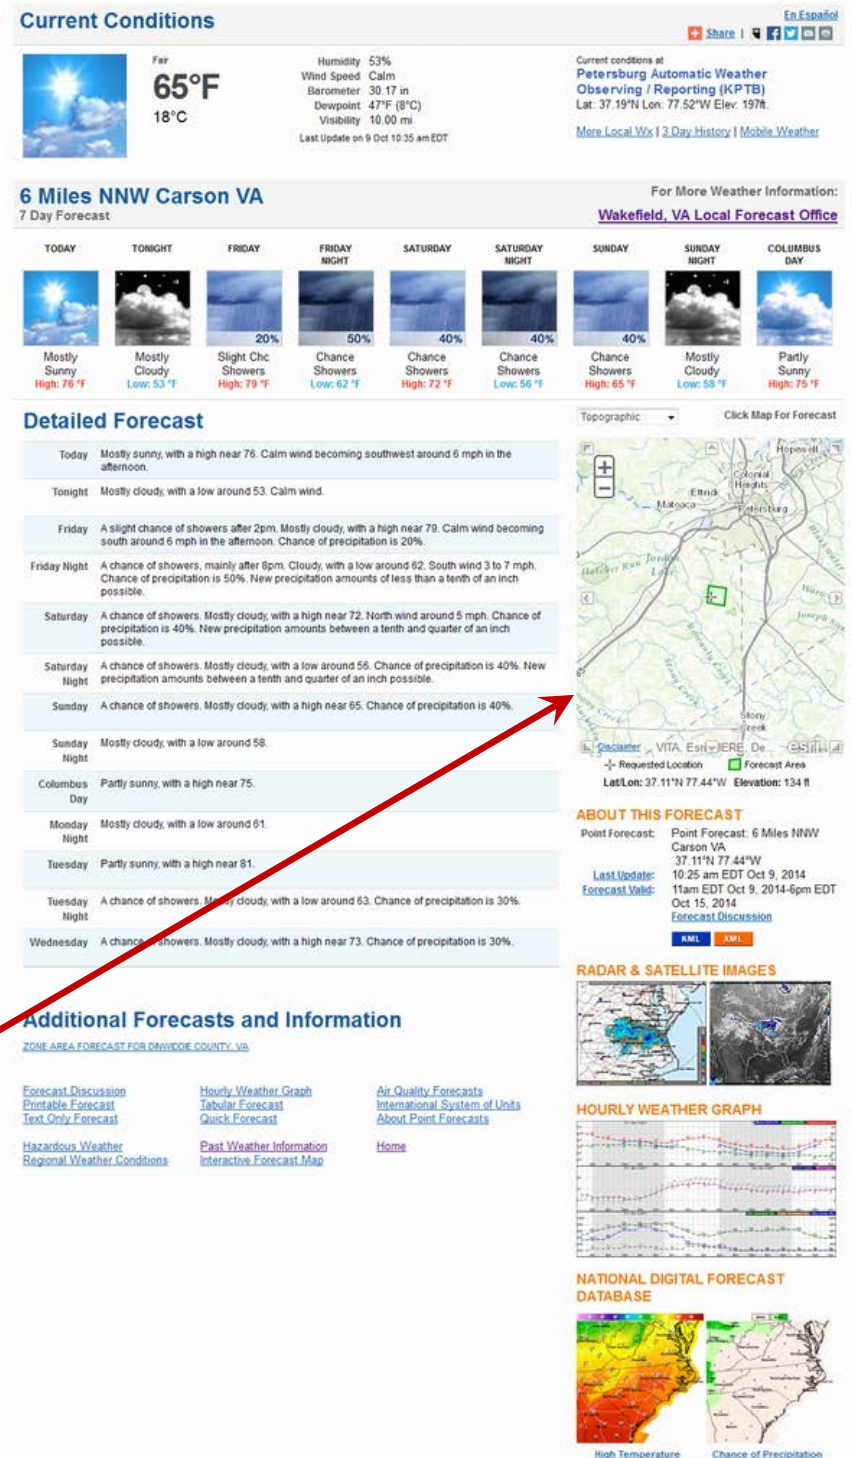 Current Conditions
En Español
Share |
Fair
65°F
18°C
Humidity 53%
Wind Speed Calm
Barometer 30.17 in
Dewpoint 47°F (8°C)
Visibility 10.00 mi
Last Update on 9 Oct 10:35 am EDT
Current conditions at
Petersburg Automatic Weather
Observing / Reporting (KPTB)
Lat: 37.19°N Lon: 77.52°W Elev: 197ft.
More Local Wx | 3 Day History | Mobile Weather
6 Miles NNW Carson VA
7 Day Forecast
For More Weather Information:
Wakefield, VA Local Forecast Office
TODAY
Mostly
Sunny
High: 76 °F
TONIGHT
Mostly
Cloudy
Low: 53 °F
FRIDAY
20%
Slight Chc
Showers
High: 79 °F
FRIDAY
NIGHT
50%
Chance
Showers
Low: 62 °F
SATURDAY
40%
Chance
Showers
High: 72 °F
SATURDAY
NIGHT
40%
Chance
Showers
Low: 56 °F
SUNDAY
40%
Chance
Showers
High: 65 °F
SUNDAY
NIGHT
Mostly
Cloudy
Low: 58 °F
COLUMBUS
DAY
Partly
Sunny
High: 75 °F
Detailed Forecast
Today Mostly sunny, with a high near 76. Calm wind becoming southwest around 6 mph in the
afternoon.
Tonight Mostly cloudy, with a low around 53. Calm wind.
Friday A slight chance of showers after 2pm. Mostly cloudy, with a high near 79. Calm wind becoming
south around 6 mph in the afternoon. Chance of precipitation is 20%.
Friday Night A chance of showers, mainly after 8pm. Cloudy, with a low around 62. South wind 3 to 7 mph.
Chance of precipitation is 50%. New precipitation amounts of less than a tenth of an inch
possible.
Saturday A chance of showers. Mostly cloudy, with a high near 72. North wind around 5 mph. Chance of
precipitation is 40%. New precipitation amounts between a tenth and quarter of an inch
possible.
Saturday A chance of showers. Mostly cloudy, with a low around 56. Chance of precipitation is 40%. New
Night precipitation amounts between a tenth and quarter of an inch possible.
Sunday A chance of showers. Mostly cloudy, with a high near 65. Chance of precipitation is 40%.
Sunday Mostly cloudy, with a low around 58.
Night
Columbus Partly sunny, with a high near 75.
Day
Monday Mostly cloudy, with a low around 61.
Night
Tuesday Partly sunny, with a high near 81.
Tuesday A chance of showers. Mostly cloudy, with a low around 63. Chance of precipitation is 30%.
Night
Wednesday A chance of showers. Mostly cloudy, with a high near 73. Chance of precipitation is 30%.
Topographic
Click Map For Forecast
Hopewell
Colonial
Heights
Ettrick
Matoaca
Petersburg
Hatcher Run Jordon
Lake
Stony Creek
Stony
Creek
Disclaimer VITA, Esri, HERE, De... esri
Requested Location Forecast Area
Lat/Lon: 37.11°N 77.44°W Elevation: 134 ft
ABOUT THIS FORECAST
Point Forecast: Point Forecast: 6 Miles NNW
Carson VA
37.11°N 77.44°W
Last Update: 10:25 am EDT Oct 9, 2014
Forecast Valid: 11am EDT Oct 9, 2014-6pm EDT
Oct 15, 2014
Forecast Discussion
KML XML
RADAR & SATELLITE IMAGES
HOURLY WEATHER GRAPH
NATIONAL DIGITAL FORECAST
DATABASE
High Temperature Chance of Precipitation
Additional Forecasts and Information
ZONE AREA FORECAST FOR DINWIDDIE COUNTY, VA
Forecast Discussion
Printable Forecast
Text Only Forecast
Hazardous Weather
Regional Weather Conditions
Hourly Weather Graph
Tabular Forecast
Quick Forecast
Past Weather Information
Interactive Forecast Map
Air Quality Forecasts
International System of Units
About Point Forecasts
Home